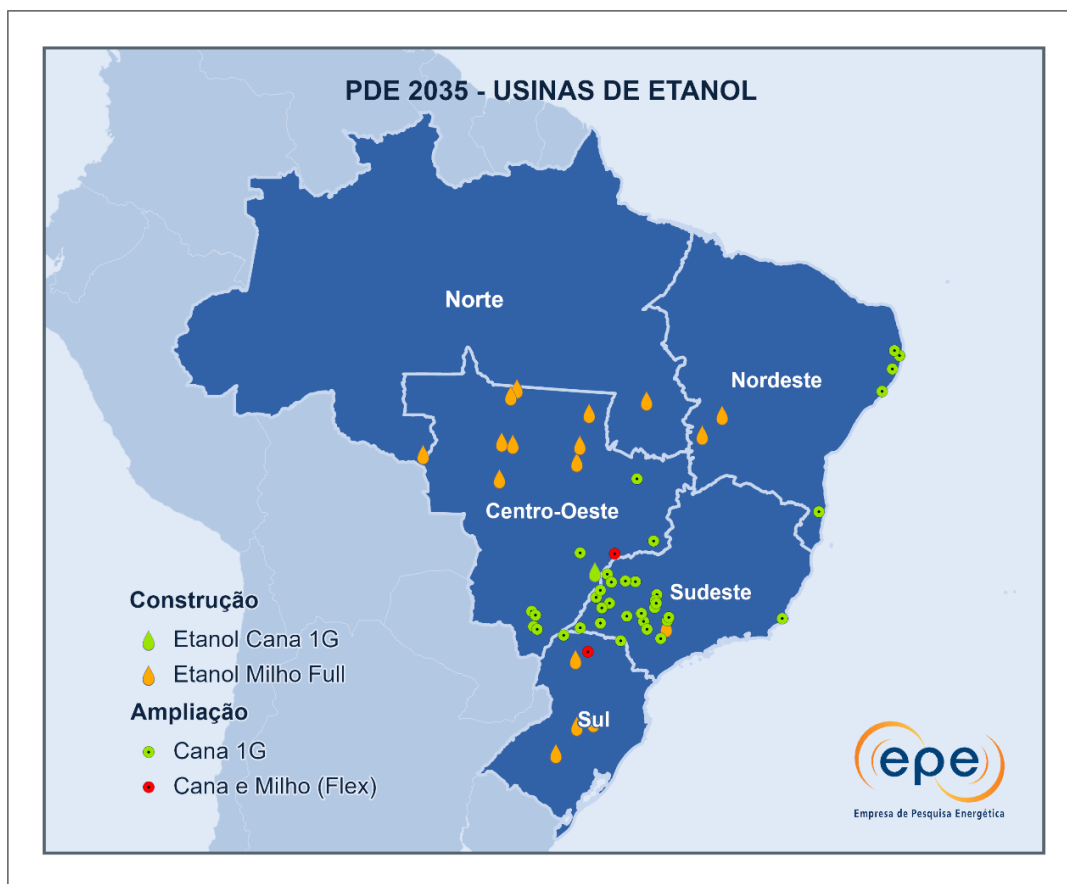 PDE 2035 - USINAS DE ETANOL
Norte
Nordeste
Centro-Oeste
Sudeste
Sul
Construção
Etanol Cana 1G
Etanol Milho Full
Ampliação
Cana 1G
Cana e Milho (Flex)
epe
Empresa de Pesquisa Energética